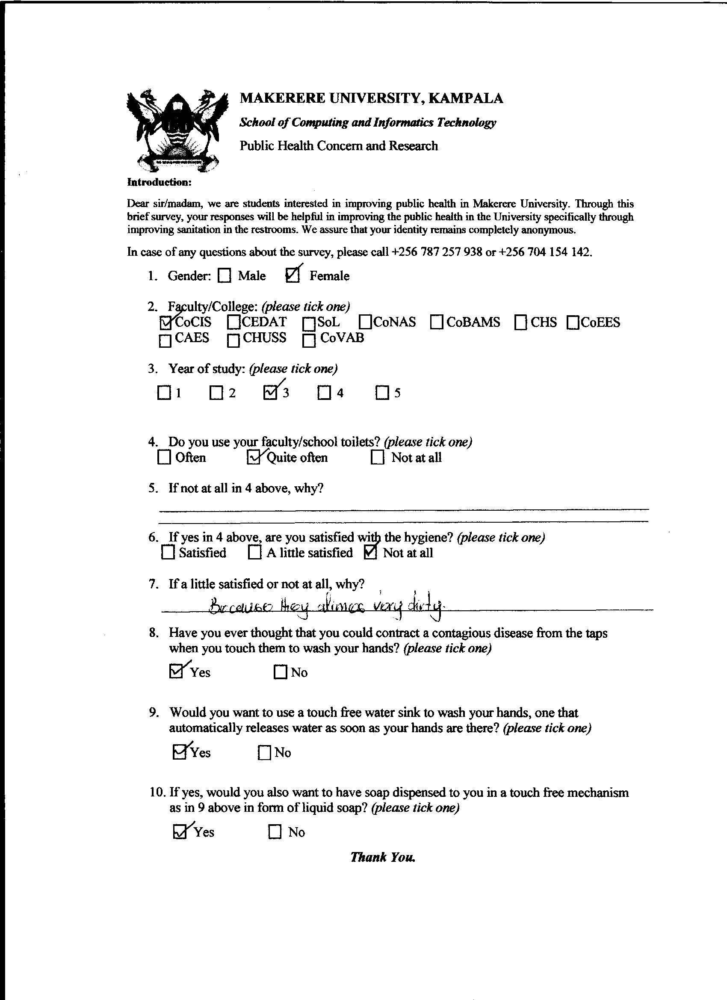 MAKERERE UNIVERSITY, KAMPALA
School of Computing and Informatics Technology
Public Health Concern and Research
Introduction:
Dear sir/madam, we are students interested in improving public health in Makerere University. Through this
brief survey, your responses will be helpful in improving the public health in the University specifically through
improving sanitation in the restrooms. We assure that your identity remains completely anonymous.
In case of any questions about the survey, please call +256 787 257 938 or +256 704 154 142.
1. Gender: ☐ Male ☑ Female
2. Faculty/College: (please tick one)
☑ CoCIS ☐ CEDAT ☐ SoL ☐ CoNAS ☐ CoBAMS ☐ CHS ☐ CoEES
☐ CAES ☐ CHUSS ☐ CoVAB
3. Year of study: (please tick one)
☐ 1 ☐ 2 ☑ 3 ☐ 4 ☐ 5
4. Do you use your faculty/school toilets? (please tick one)
☐ Often ☑ Quite often ☐ Not at all
5. If not at all in 4 above, why?
6. If yes in 4 above, are you satisfied with the hygiene? (please tick one)
☐ Satisfied ☐ A little satisfied ☑ Not at all
7. If a little satisfied or not at all, why?
Because they atimes very dirty.
8. Have you ever thought that you could contract a contagious disease from the taps
when you touch them to wash your hands? (please tick one)
☑ Yes ☐ No
9. Would you want to use a touch free water sink to wash your hands, one that
automatically releases water as soon as your hands are there? (please tick one)
☑ Yes ☐ No
10. If yes, would you also want to have soap dispensed to you in a touch free mechanism
as in 9 above in form of liquid soap? (please tick one)
☑ Yes ☐ No
Thank You.